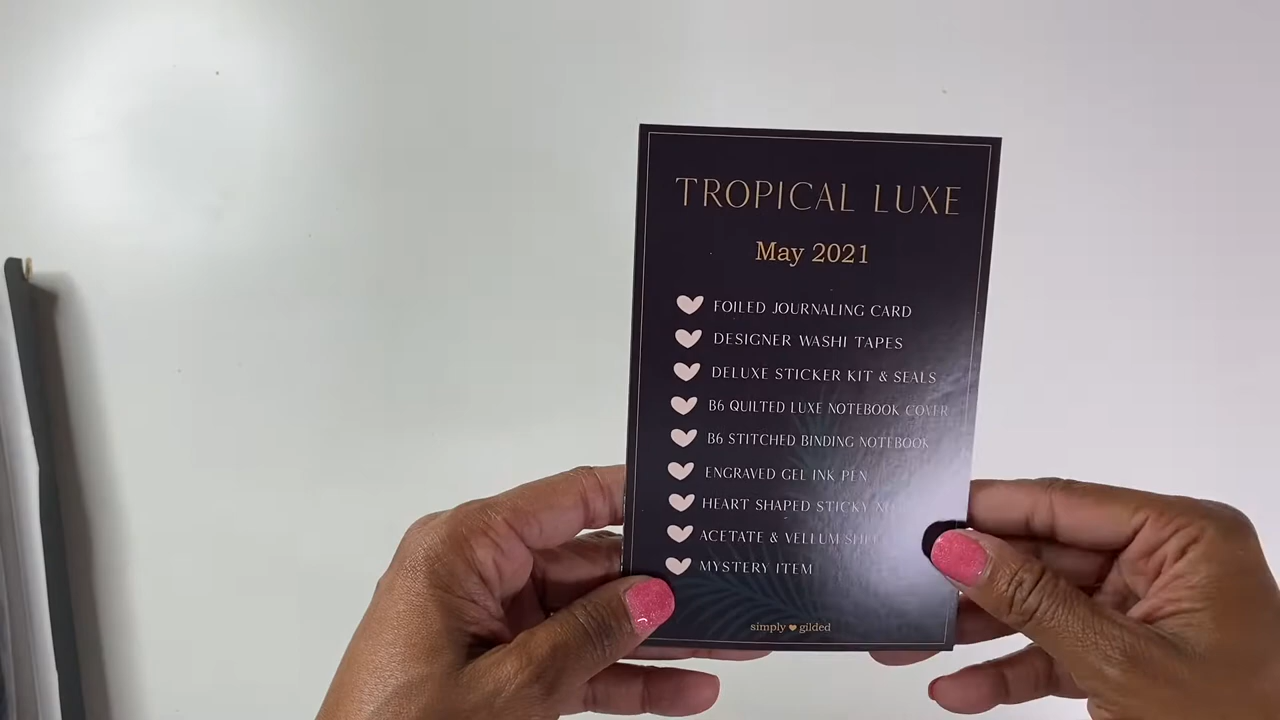 TROPICAL LUXE
May 2021
FOILED JOURNALING CARD
DESIGNER WASHI TAPES
DELUXE STICKER KIT & SEALS
B6 QUILTED LUXE NOTEBOOK COVER
B6 STITCHED BINDING NOTEBOOK
ENGRAVED GEL INK PEN
HEART SHAPED STICKY
ACETATE & VELLUM
MYSTERY ITEM
simply gilded